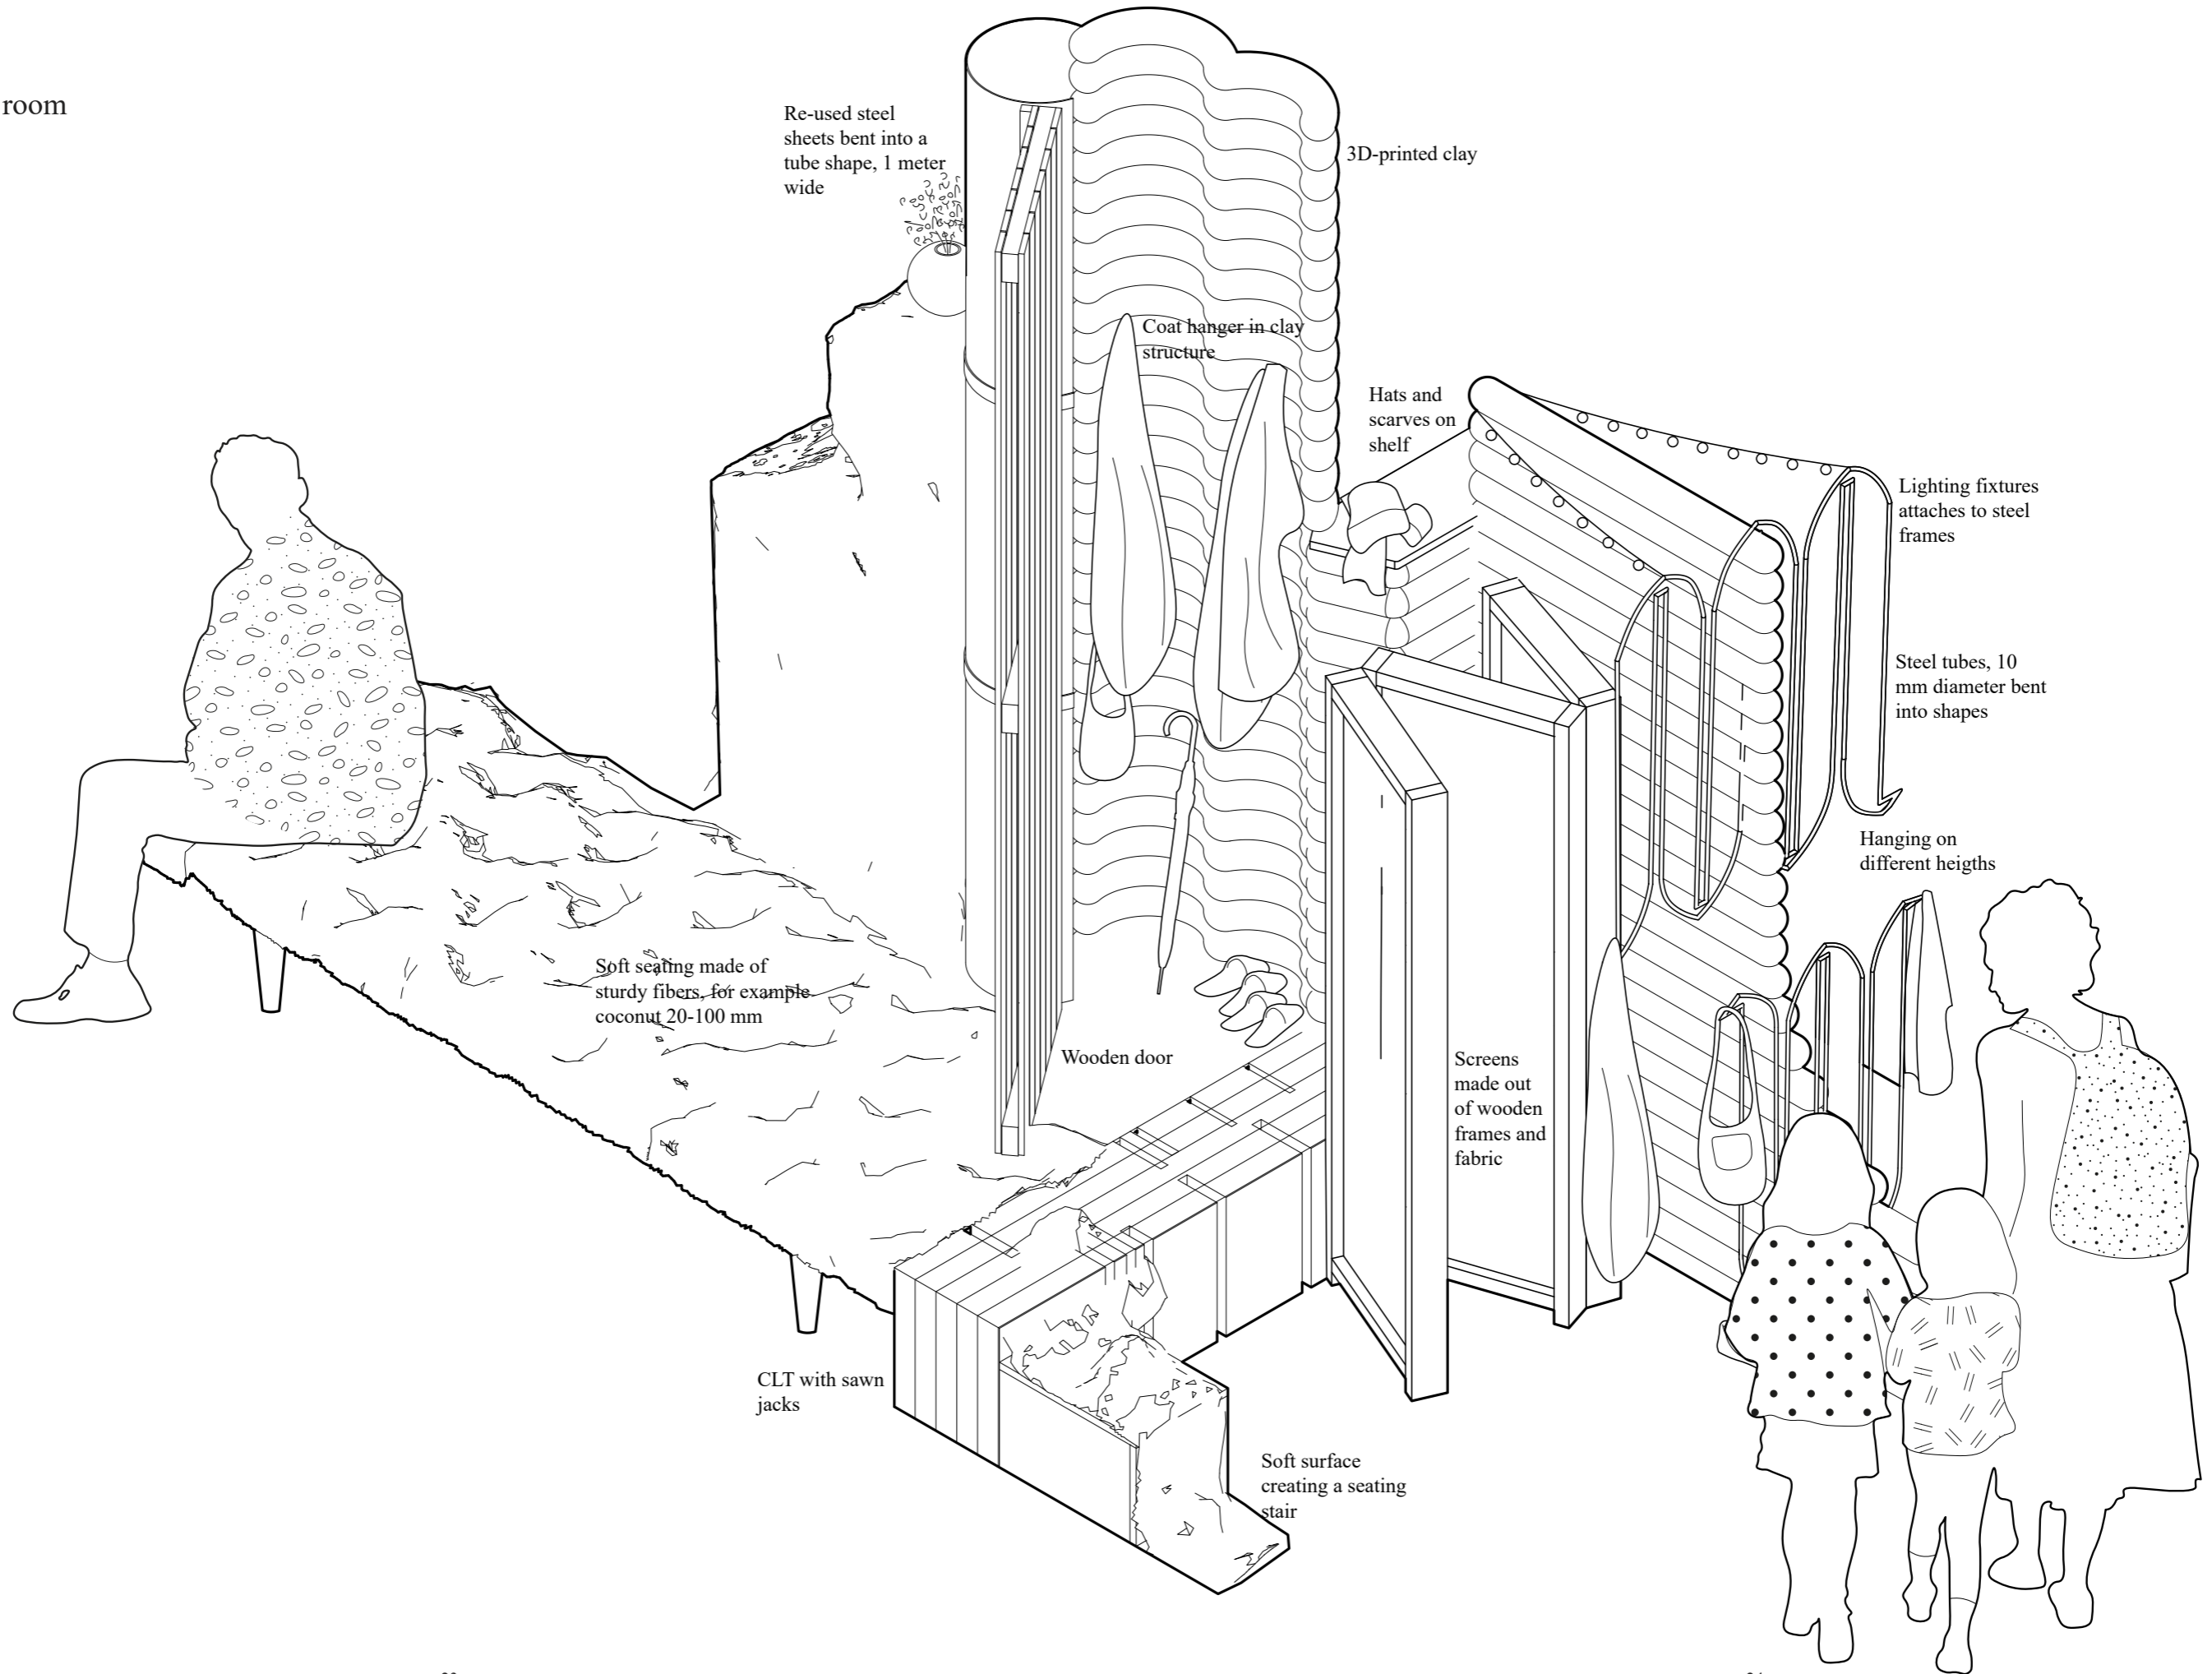 room
Re-used steel
sheets bent into a
tube shape, 1 meter
wide
3D-printed clay
Coat hanger in clay
structure
Hats and
scarves on
shelf
Lighting fixtures
attaches to steel
frames
Steel tubes, 10
mm diameter bent
into shapes
Hanging on
different heigths
Soft seating made of
sturdy fibers, for example
coconut 20-100 mm
Wooden door
Screens
made out
of wooden
frames and
fabric
CLT with sawn
jacks
Soft surface
creating a seating
stair